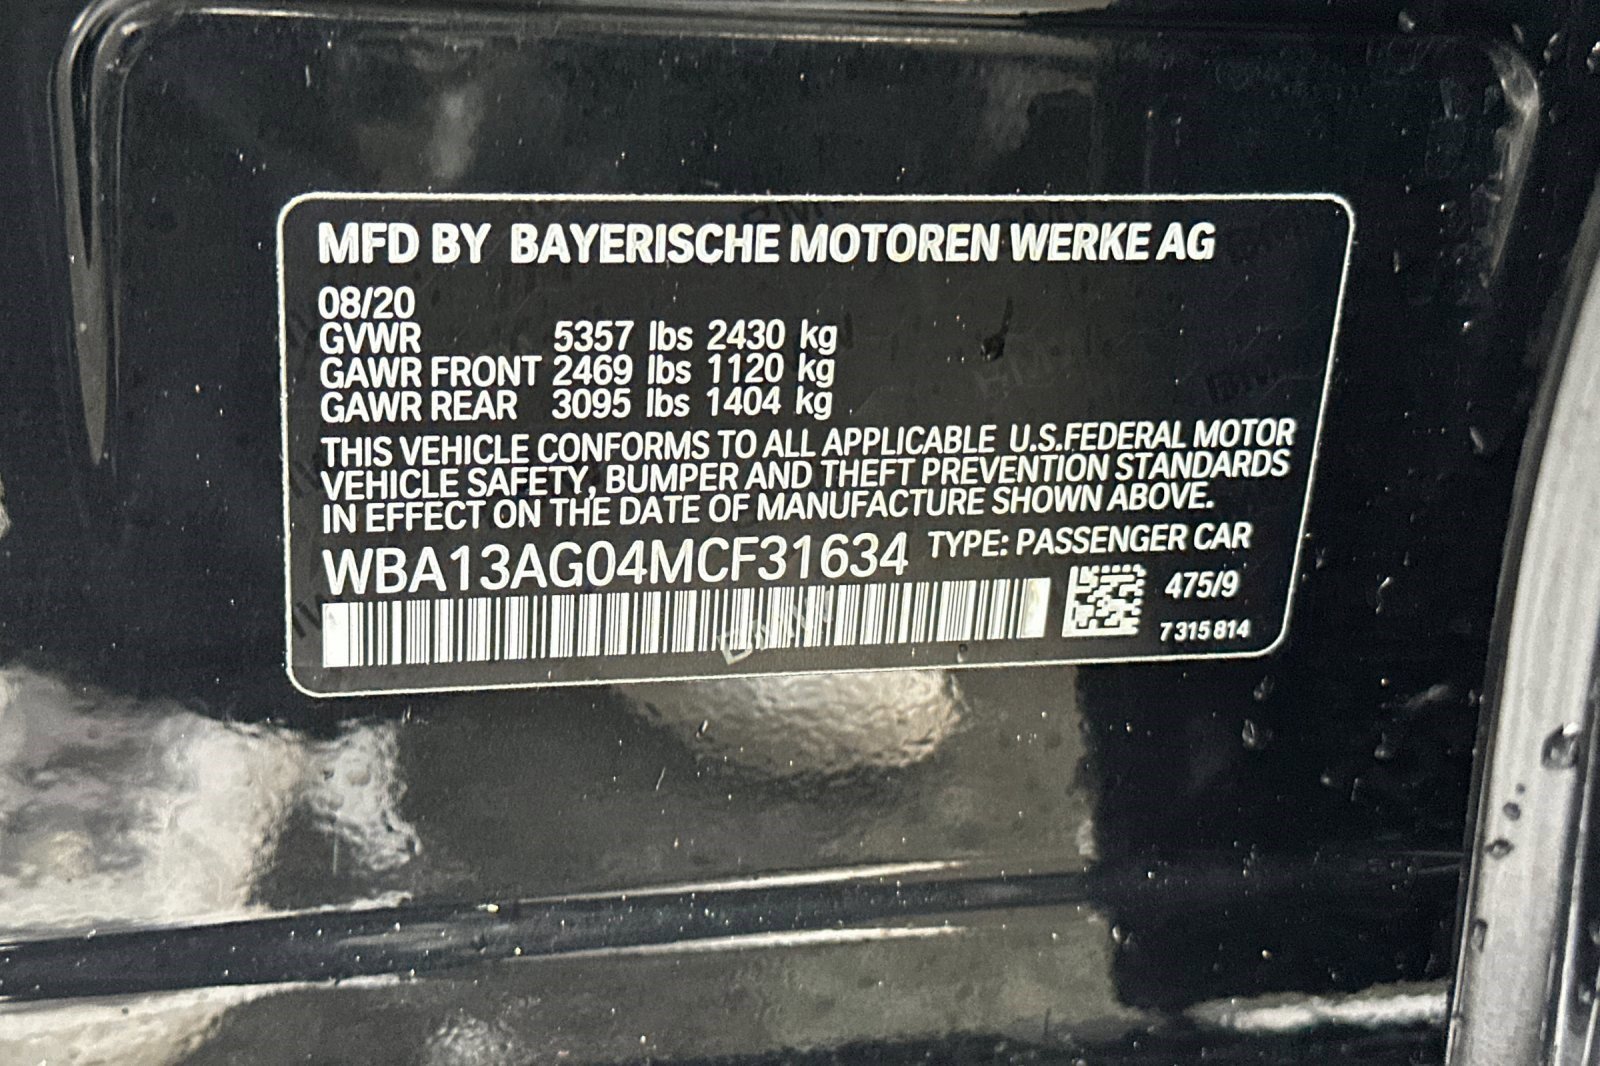 MFD BY BAYERISCHE MOTOREN WERKE AG
08/20
GVWR 5357 lbs 2430 kg
GAWR FRONT 2469 lbs 1120 kg
GAWR REAR 3095 lbs 1404 kg
THIS VEHICLE CONFORMS TO ALL APPLICABLE U.S.FEDERAL MOTOR
VEHICLE SAFETY, BUMPER AND THEFT PREVENTION STANDARDS
IN EFFECT ON THE DATE OF MANUFACTURE SHOWN ABOVE.
WBA13AG04MCF31634 TYPE: PASSENGER CAR
475/9
7 315 814
BMW